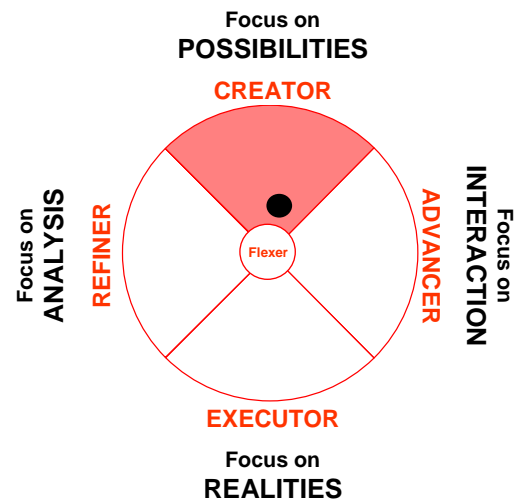 Focus on
POSSIBILITIES
CREATOR
Focus on
ANALYSIS
REFINER
Flexer
ADVANCER
INTERACTION
Focus on
EXECUTOR
Focus on
REALITIES